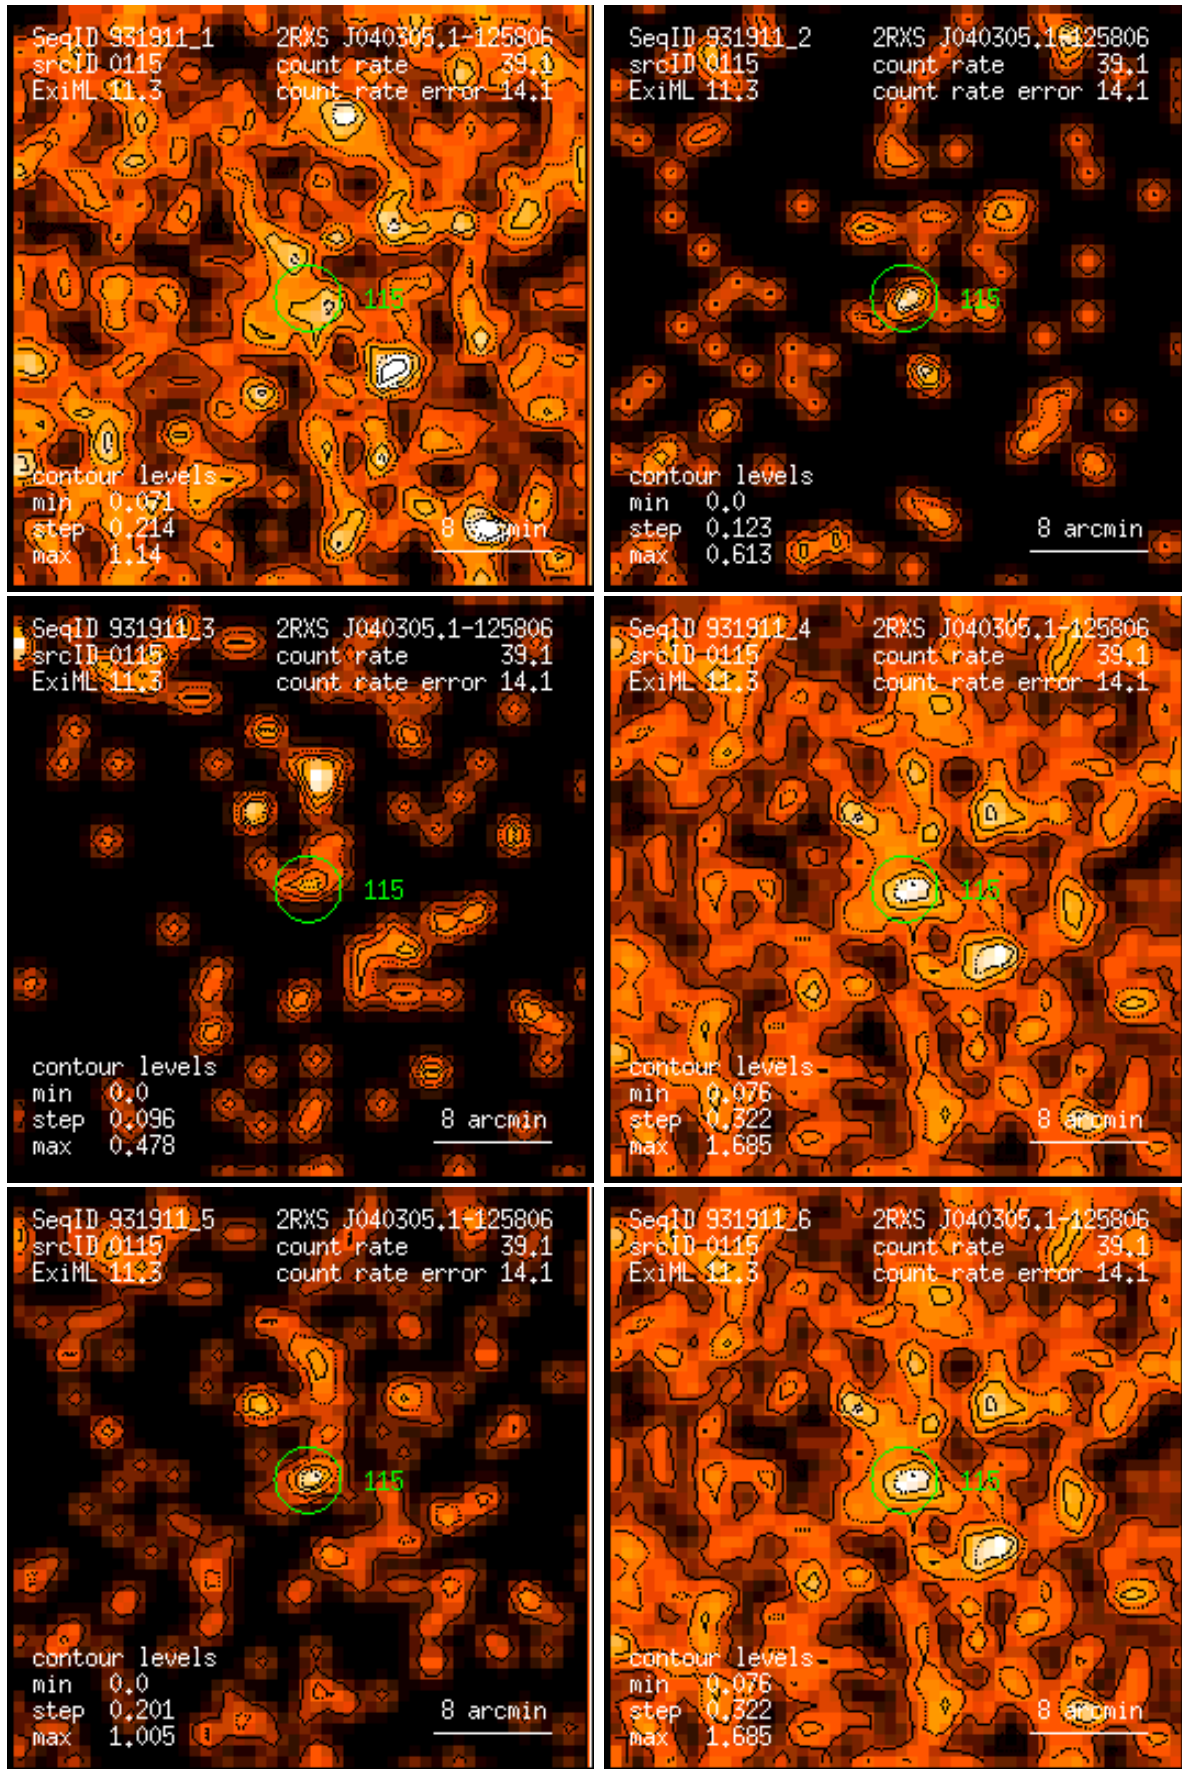 SeqID 931911_1 2RXS J040305.1-125806
srcID 0115 count rate 39.1
ExiML 11.3 count rate error 14.1
115
contour levels
min 0.071
step 0.214 8 arcmin
max 1.14
SeqID 931911_2 2RXS J040305.1-125806
srcID 0115 count rate 39.1
ExiML 11.3 count rate error 14.1
115
contour levels
min 0.0
step 0.123 8 arcmin
max 0.613
SeqID 931911_3 2RXS J040305.1-125806
srcID 0115 count rate 39.1
ExiML 11.3 count rate error 14.1
115
contour levels
min 0.0
step 0.096 8 arcmin
max 0.478
SeqID 931911_4 2RXS J040305.1-125806
srcID 0115 count rate 39.1
ExiML 11.3 count rate error 14.1
115
contour levels
min 0.076
step 0.322 8 arcmin
max 1.685
SeqID 931911_5 2RXS J040305.1-125806
srcID 0115 count rate 39.1
ExiML 11.3 count rate error 14.1
115
contour levels
min 0.0
step 0.201 8 arcmin
max 1.005
SeqID 931911_6 2RXS J040305.1-125806
srcID 0115 count rate 39.1
ExiML 11.3 count rate error 14.1
115
contour levels
min 0.076
step 0.322 8 arcmin
max 1.685